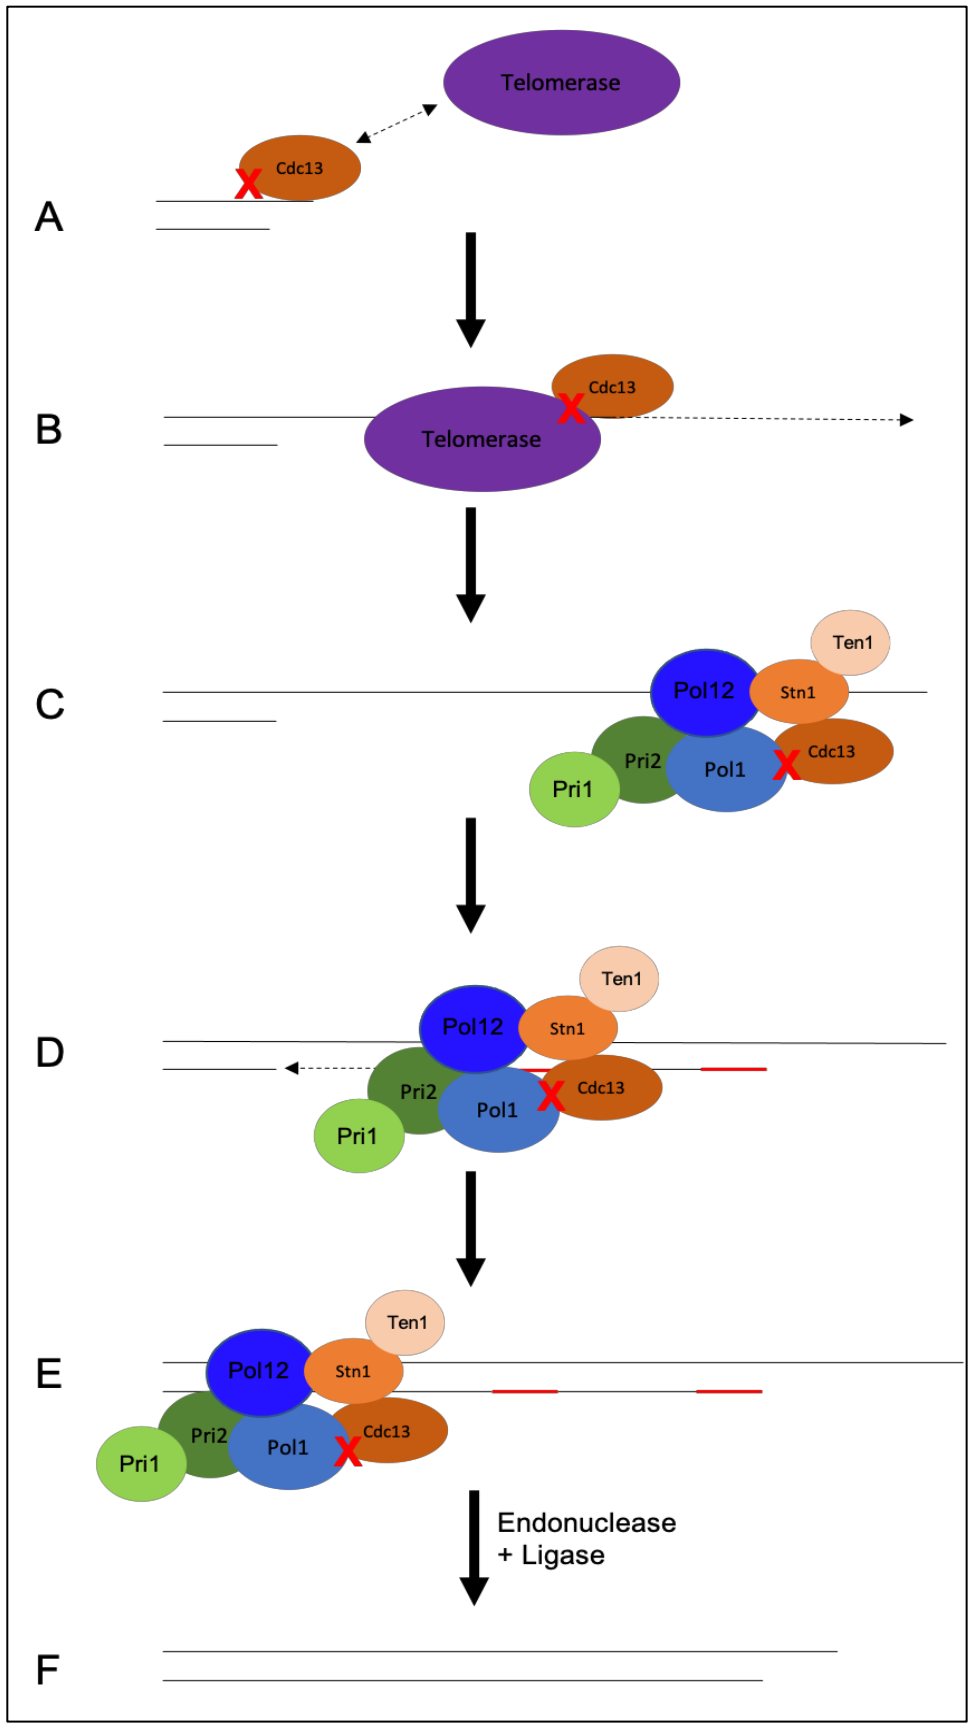 Telomerase
Cdc13
X
A
Cdc13
X
B
Telomerase
Ten1
Pol12
Stn1
C
Cdc13
Pri2
X
Pol1
Pri1
Ten1
Pol12
Stn1
D
Cdc13
Pri2
X
Pol1
Pri1
Ten1
Pol12
Stn1
E
Cdc13
Pri2
X
Pol1
Pri1
Endonuclease
+ Ligase
F